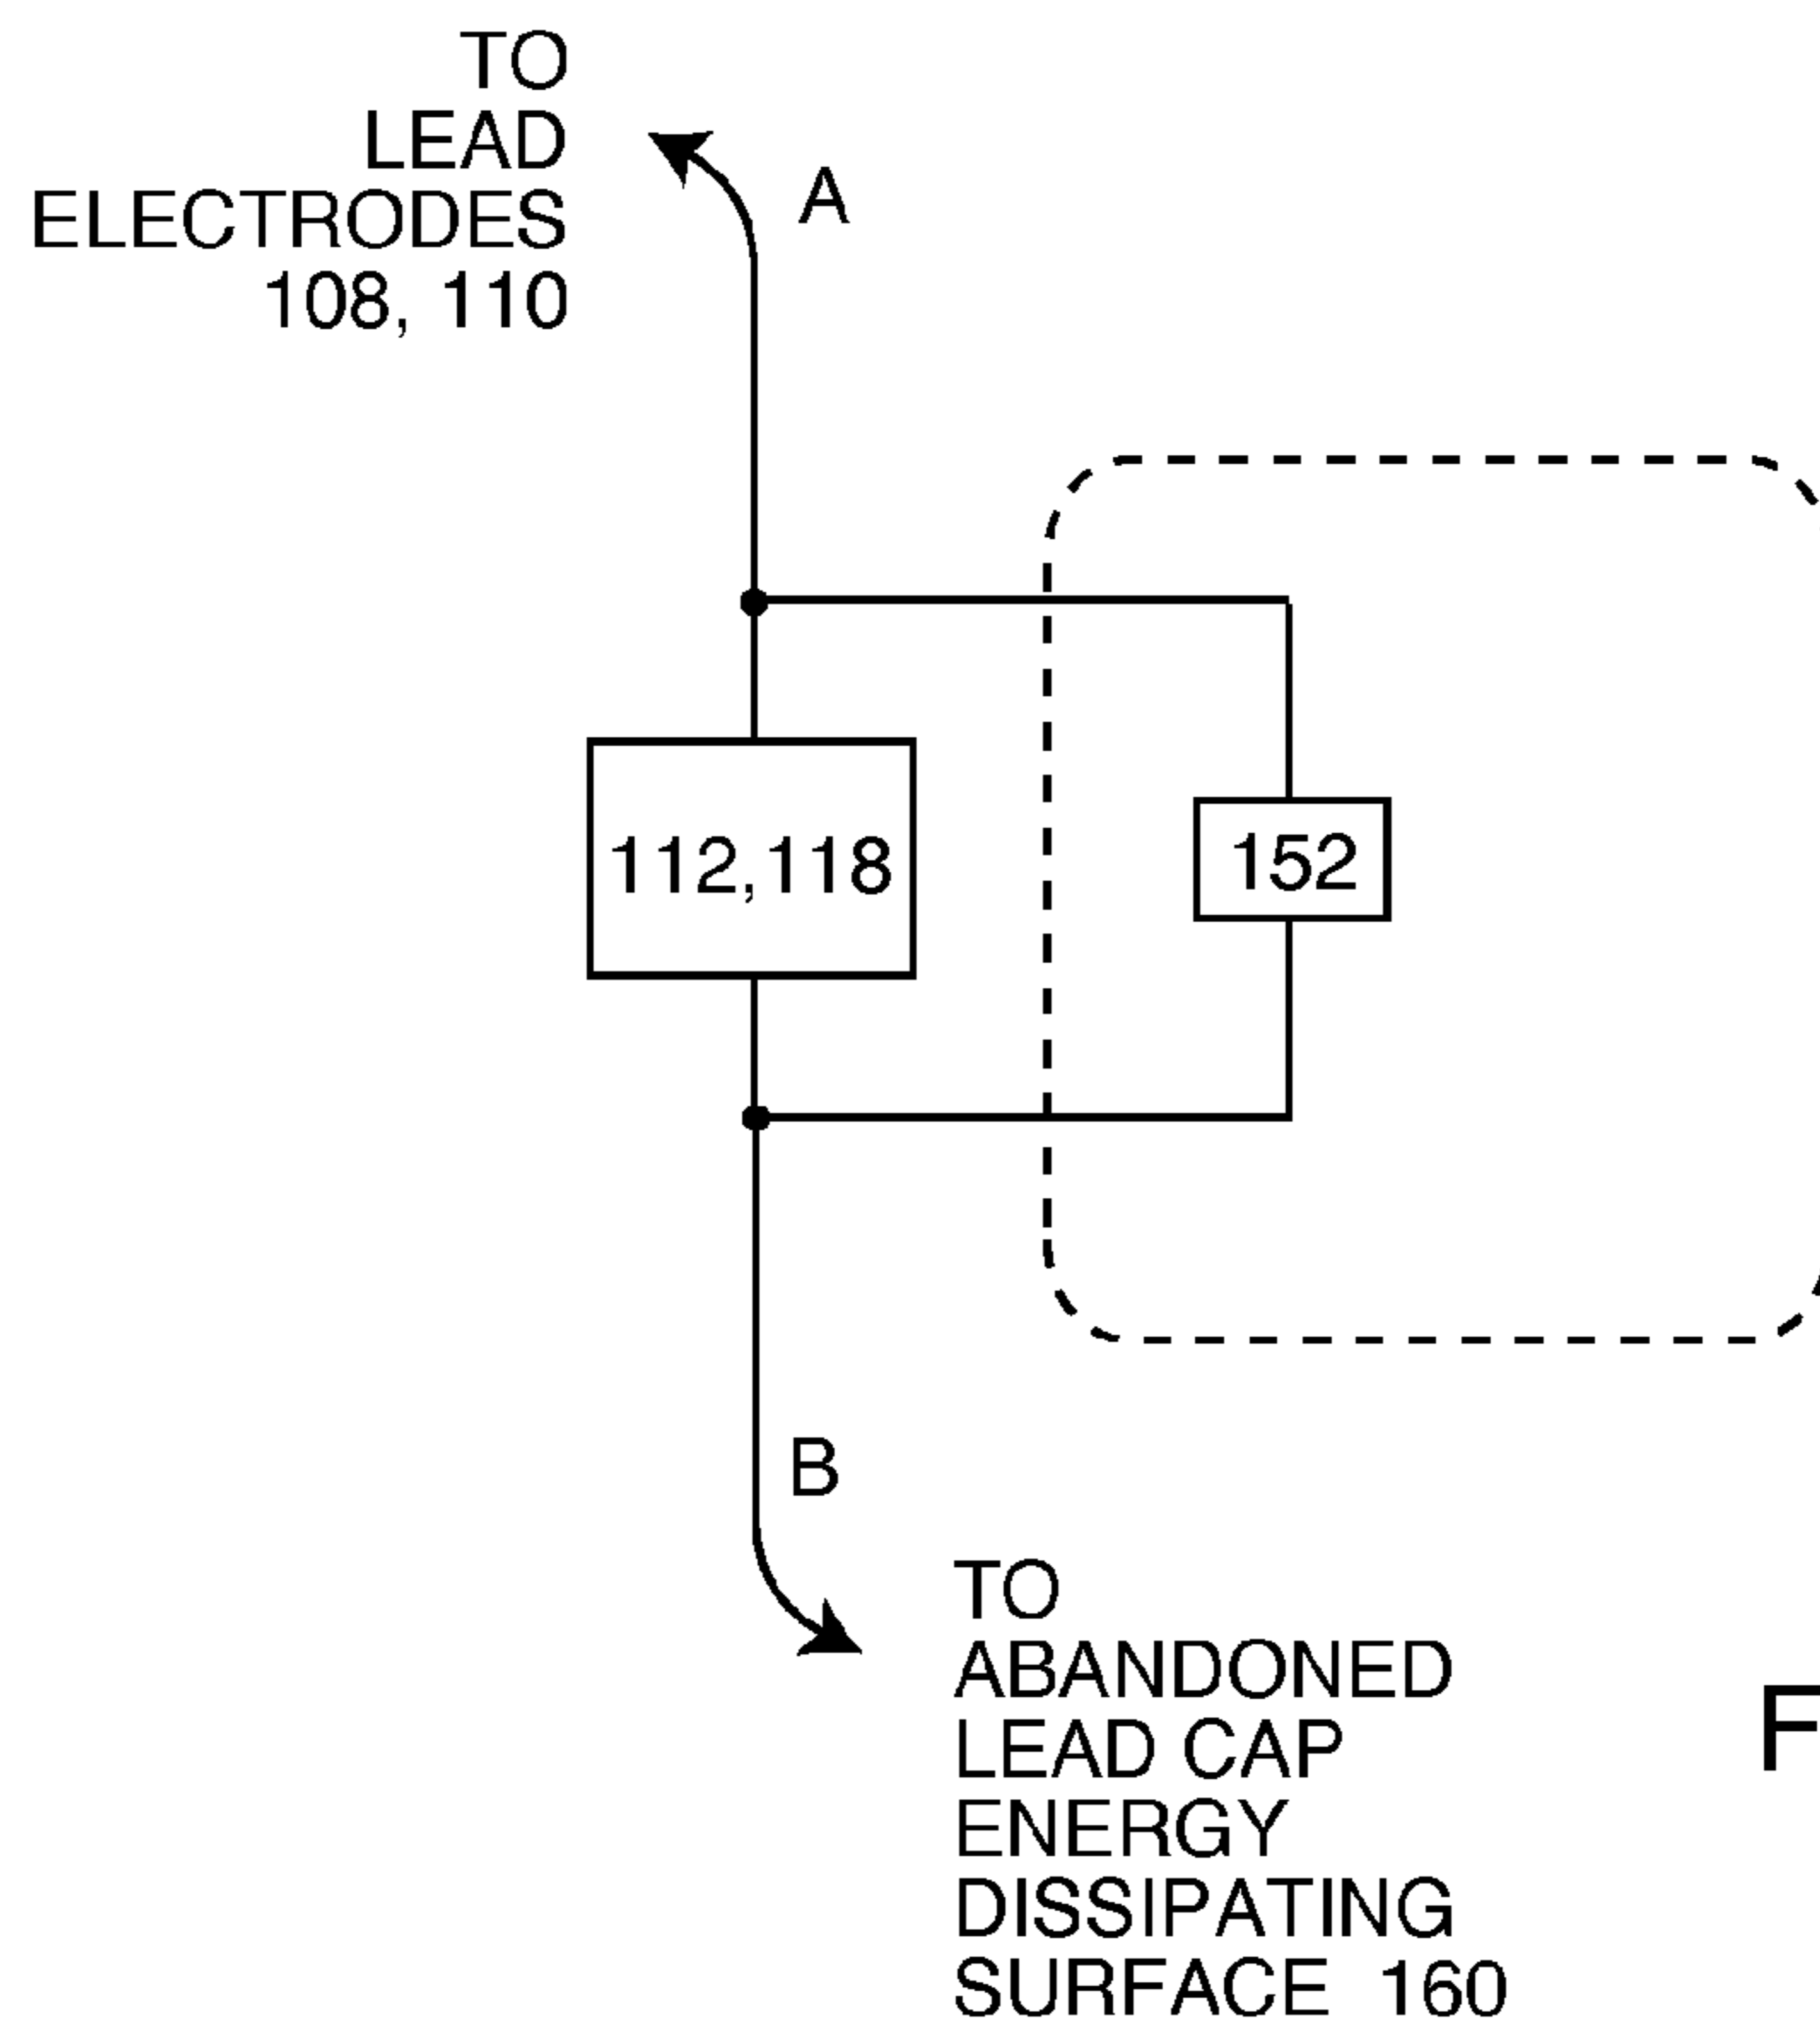 TO
LEAD
ELECTRODES
108, 110
A
112,118
152
B
TO
ABANDONED
LEAD CAP
ENERGY
DISSIPATING
SURFACE 160
F